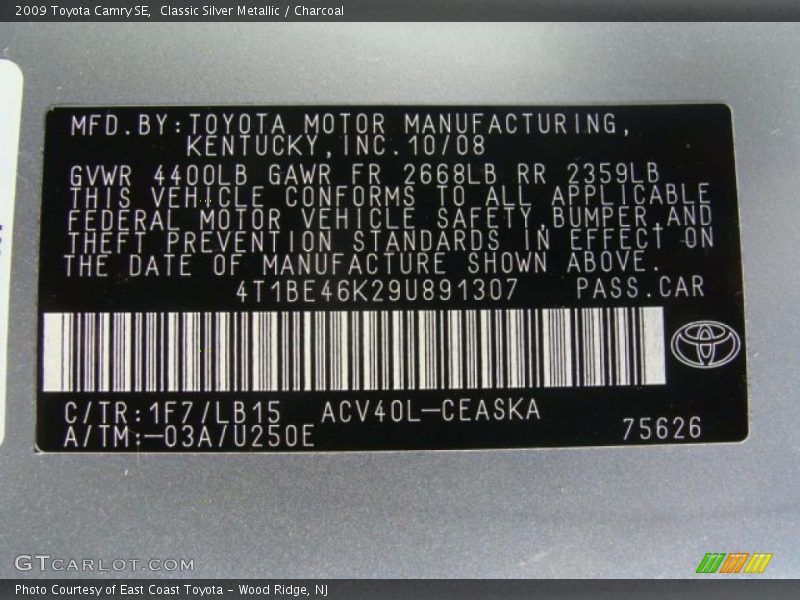 2009 Toyota Camry SE, Classic Silver Metallic / Charcoal
MFD.BY:TOYOTA MOTOR MANUFACTURING,
KENTUCKY,INC.10/08
GVWR 4400LB GAWR FR 2668LB RR 2359LB
THIS VEHICLE CONFORMS TO ALL APPLICABLE
FEDERAL MOTOR VEHICLE SAFETY,BUMPER,AND
THEFT PREVENTION STANDARDS IN EFFECT ON
THE DATE OF MANUFACTURE SHOWN ABOVE.
4T1BE46K29U891307 PASS.CAR
C/TR:1F7/LB15 ACV40L-CEASKA
A/TM:-03A/U250E 75626
GTCARLOT.COM
Photo Courtesy of East Coast Toyota - Wood Ridge, NJ